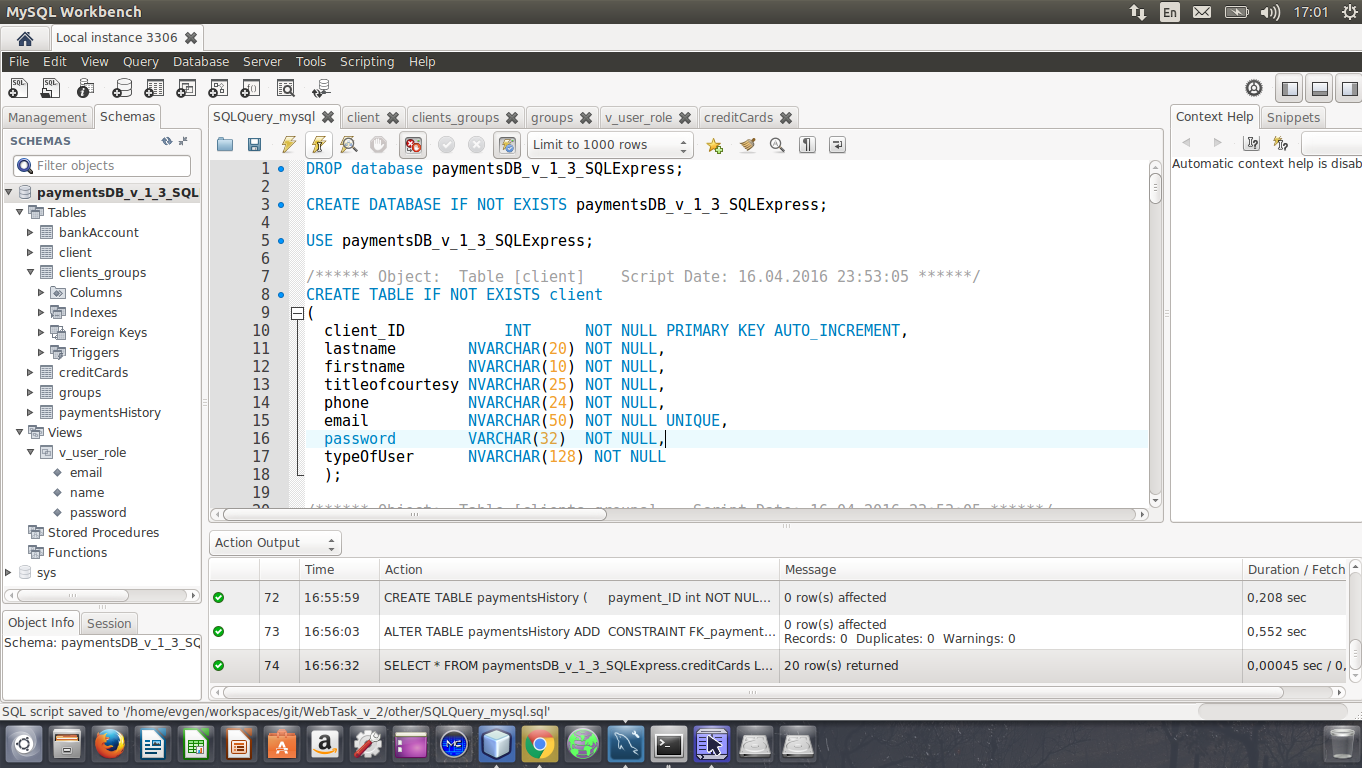 MySQL Workbench
En
17:01
Local instance 3306
File Edit View Query Database Server Tools Scripting Help
Management Schemas
SCHEMAS
Filter objects
paymentsDB_v_1_3_SQL
Tables
bankAccount
client
clients_groups
Columns
Indexes
Foreign Keys
Triggers
creditCards
groups
paymentsHistory
Views
v_user_role
email
name
password
Stored Procedures
Functions
sys
Object Info Session
Schema: paymentsDB_v_1_3_SQ
SQLQuery_mysql client clients_groups groups v_user_role creditCards
Limit to 1000 rows
1 DROP database paymentsDB_v_1_3_SQLExpress;
2
3 CREATE DATABASE IF NOT EXISTS paymentsDB_v_1_3_SQLExpress;
4
5 USE paymentsDB_v_1_3_SQLExpress;
6
7 /****** Object:  Table [client]    Script Date: 16.04.2016 23:53:05 ******/
8 CREATE TABLE IF NOT EXISTS client
9 (
10 client_ID INT NOT NULL PRIMARY KEY AUTO_INCREMENT,
11 lastname NVARCHAR(20) NOT NULL,
12 firstname NVARCHAR(10) NOT NULL,
13 titleofcourtesy NVARCHAR(25) NOT NULL,
14 phone NVARCHAR(24) NOT NULL,
15 email NVARCHAR(50) NOT NULL UNIQUE,
16 password VARCHAR(32) NOT NULL,
17 typeOfUser NVARCHAR(128) NOT NULL
18 );
19
20 /****** Object:  Table [clients_groups]    Script Date: 16.04.2016 23:53:05 ******/
Context Help Snippets
Automatic context help is disab
Action Output
Time Action Message Duration / Fetch
72 16:55:59 CREATE TABLE paymentsHistory ( payment_ID int NOT NUL... 0 row(s) affected 0,208 sec
73 16:56:03 ALTER TABLE paymentsHistory ADD CONSTRAINT FK_payment... 0 row(s) affected 0,552 sec
Records: 0 Duplicates: 0 Warnings: 0
74 16:56:32 SELECT * FROM paymentsDB_v_1_3_SQLExpress.creditCards L... 20 row(s) returned 0,00045 sec / 0,
SQL script saved to '/home/evgen/workspaces/git/WebTask_v_2/other/SQLQuery_mysql.sql'